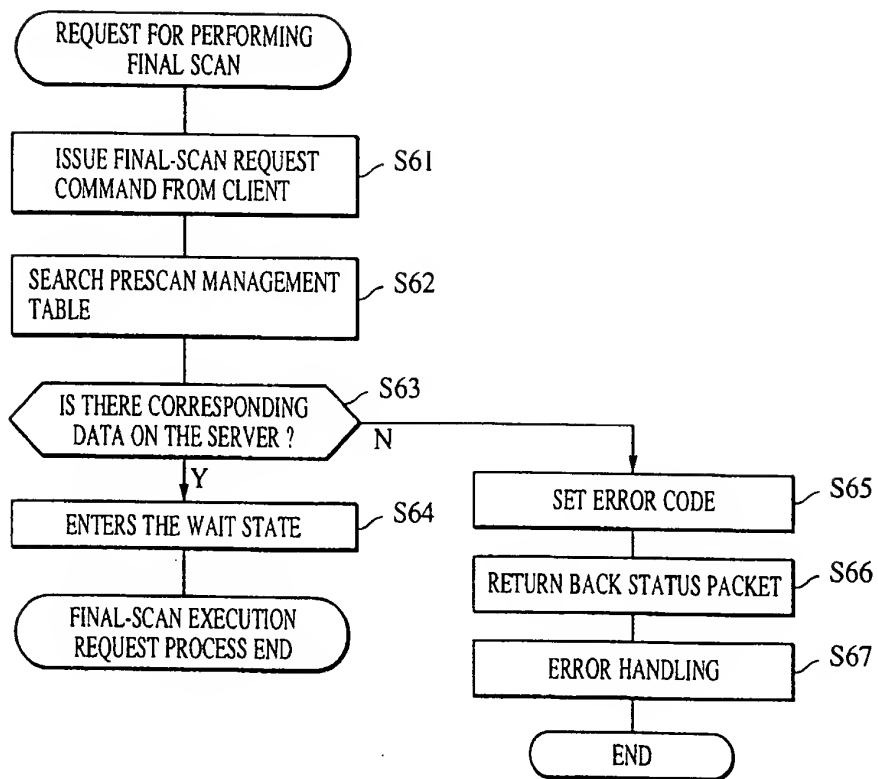 REQUEST FOR PERFORMING
FINAL SCAN
ISSUE FINAL-SCAN REQUEST
COMMAND FROM CLIENT
S61
SEARCH PRESCAN MANAGEMENT
TABLE
S62
S63
IS THERE CORRESPONDING
DATA ON THE SERVER ?
N
Y
ENTERS THE WAIT STATE
S64
FINAL-SCAN EXECUTION
REQUEST PROCESS END
SET ERROR CODE
S65
RETURN BACK STATUS PACKET
S66
ERROR HANDLING
S67
END